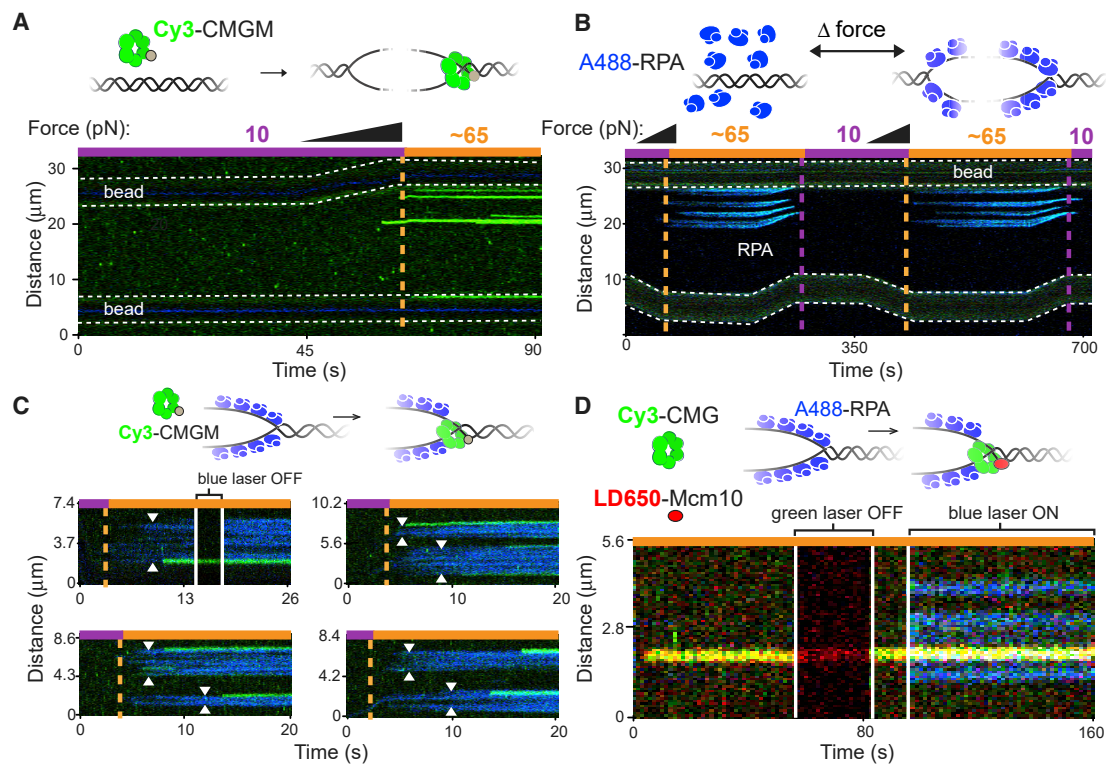 A
Cy3-CMGM
Force (pN):
10
~65
Distance (μm)
30
20
10
0
bead
bead
0
45
90
Time (s)
B
A488-RPA
Δ force
Force (pN):
~65
10
~65
10
Distance (μm)
30
20
10
0
bead
RPA
0
350
700
Time (s)
C
Cy3-CMGM
blue laser OFF
Distance (μm)
7.4
3.7
0
0
13
26
10.2
5.6
0
0
10
20
8.6
4.3
0
0
10
20
8.4
4.2
0
0
10
20
Time (s)
D
Cy3-CMG
A488-RPA
LD650-Mcm10
green laser OFF
blue laser ON
Distance (μm)
5.6
2.8
0
0
80
160
Time (s)